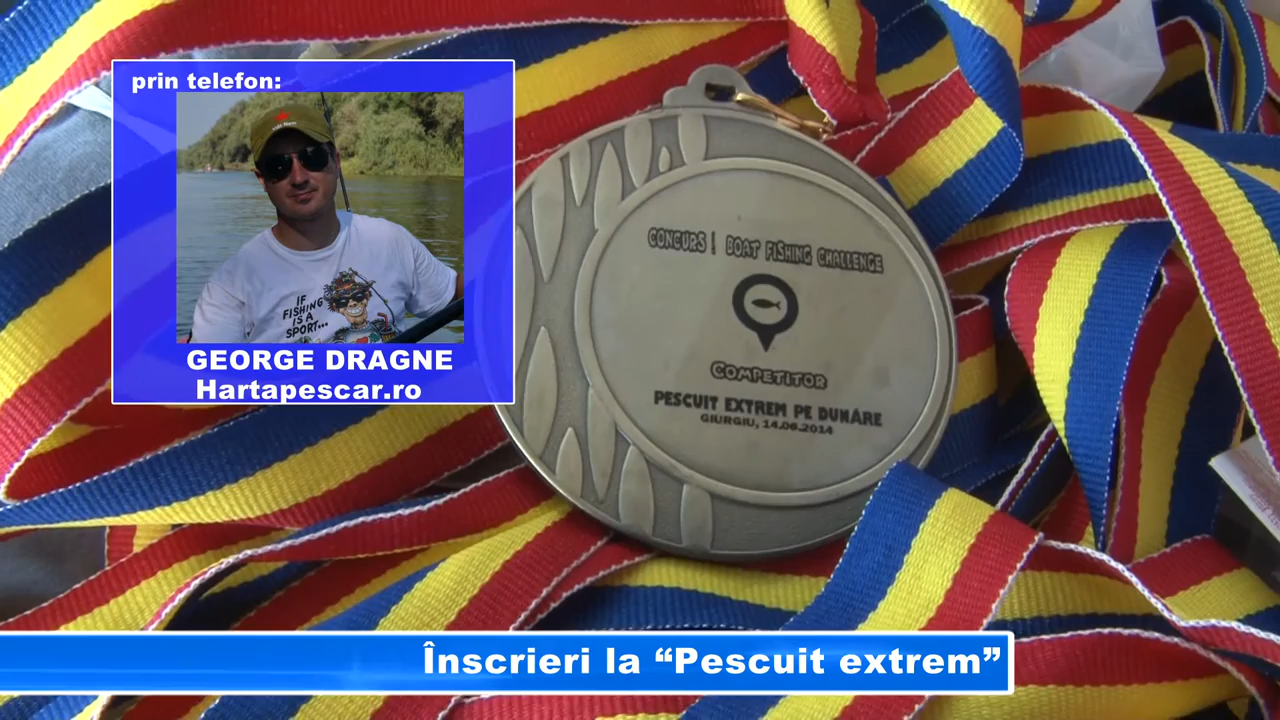 prin telefon:
IF
FISHING
IS A
SPORT...
GEORGE DRAGNE
Hartapescar.ro
CONCURS ! BOAT FISHING CHALLENGE
COMPETITOR
PESCUIT EXTREM PE DUNĂRE
GIURGIU, 14.06.2014
Înscrieri la “Pescuit extrem”